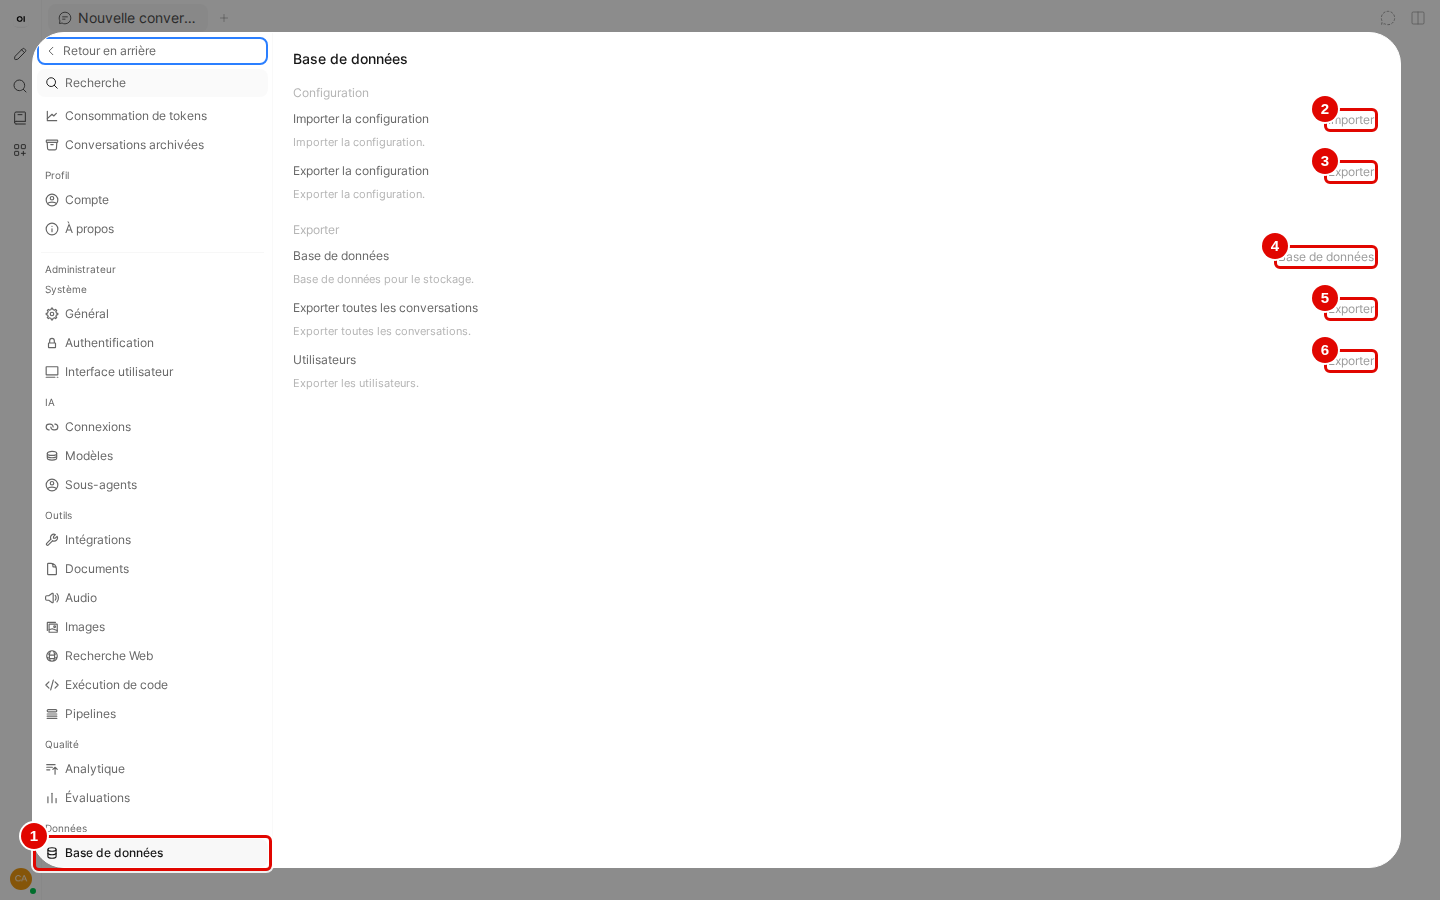 OI
Nouvelle conver...
Retour en arrière
Recherche
Consommation de tokens
Conversations archivées
Profil
Compte
À propos
Administrateur
Système
Général
Authentification
Interface utilisateur
IA
Connexions
Modèles
Sous-agents
Outils
Intégrations
Documents
Audio
Images
Recherche Web
Exécution de code
Pipelines
Qualité
Analytique
Évaluations
Données
1
Base de données
CA
Base de données
Configuration
Importer la configuration
2
Importer
Importer la configuration.
Exporter la configuration
3
Exporter
Exporter la configuration.
Exporter
Base de données
4
Base de données
Base de données pour le stockage.
Exporter toutes les conversations
5
Exporter
Exporter toutes les conversations.
Utilisateurs
6
Exporter
Exporter les utilisateurs.